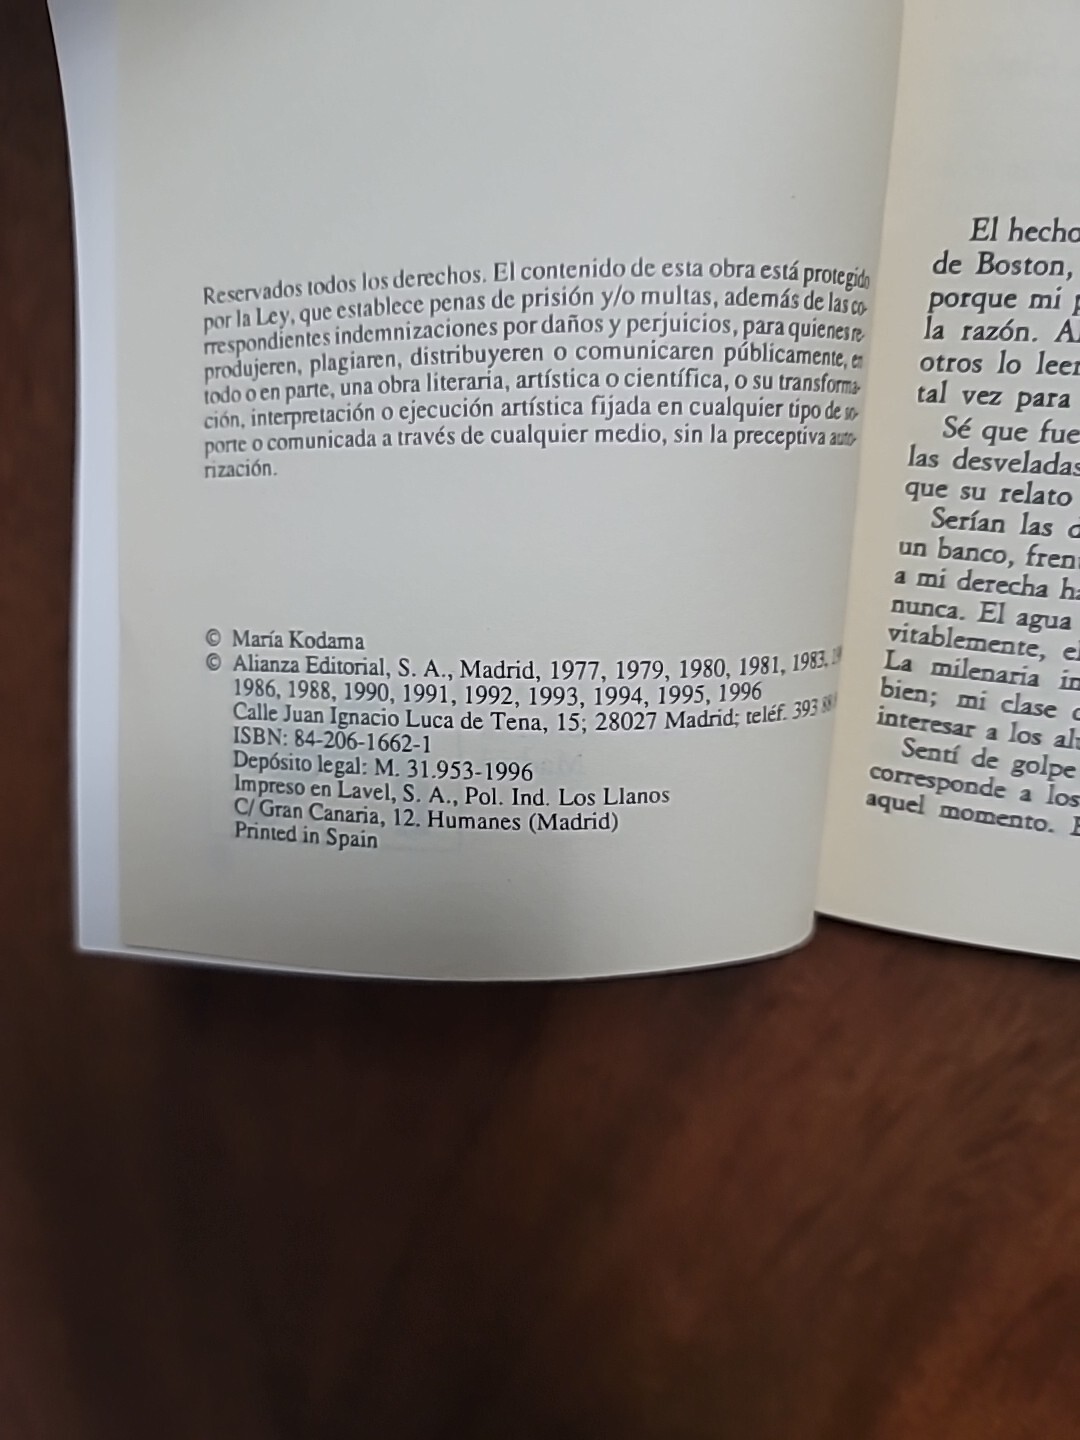 Reservados todos los derechos. El contenido de esta obra está protegido
por la Ley, que establece penas de prisión y/o multas, además de las co-
rrespondientes indemnizaciones por daños y perjuicios, para quienes re-
produjeren, plagiaren, distribuyeren o comunicaren públicamente, en
todo o en parte, una obra literaria, artística o científica, o su transforma-
ción, interpretación o ejecución artística fijada en cualquier tipo de so-
porte o comunicada a través de cualquier medio, sin la preceptiva auto-
rización.
© María Kodama
© Alianza Editorial, S. A., Madrid, 1977, 1979, 1980, 1981, 1983,
1986, 1988, 1990, 1991, 1992, 1993, 1994, 1995, 1996
Calle Juan Ignacio Luca de Tena, 15; 28027 Madrid; teléf. 393 88
ISBN: 84-206-1662-1
Depósito legal: M. 31.953-1996
Impreso en Lavel, S. A., Pol. Ind. Los Llanos
C/ Gran Canaria, 12. Humanes (Madrid)
Printed in Spain
El hecho
de Boston,
porque mi
la razón.
otros lo leer
tal vez para
Sé que fue
las desveladas
que su relato
Serían las
un banco, fren
a mi derecha
nunca. El agua
vitablemente,
La milenaria
bien; mi clase
interesar a los
Sentí de golpe
corresponde a los
aquel momento.